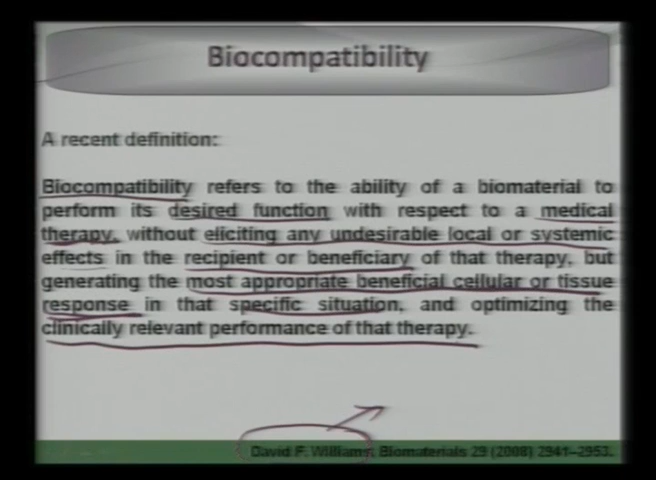 Biocompatibility
A recent definition:
Biocompatibility refers to the ability of a biomaterial to
perform its desired function with respect to a medical
therapy, without eliciting any undesirable local or systemic
effects in the recipient or beneficiary of that therapy, but
generating the most appropriate beneficial cellular or tissue
response in that specific situation, and optimizing the
clinically relevant performance of that therapy.
David F. Williams, Biomaterials 29 (2008) 2941–2953.